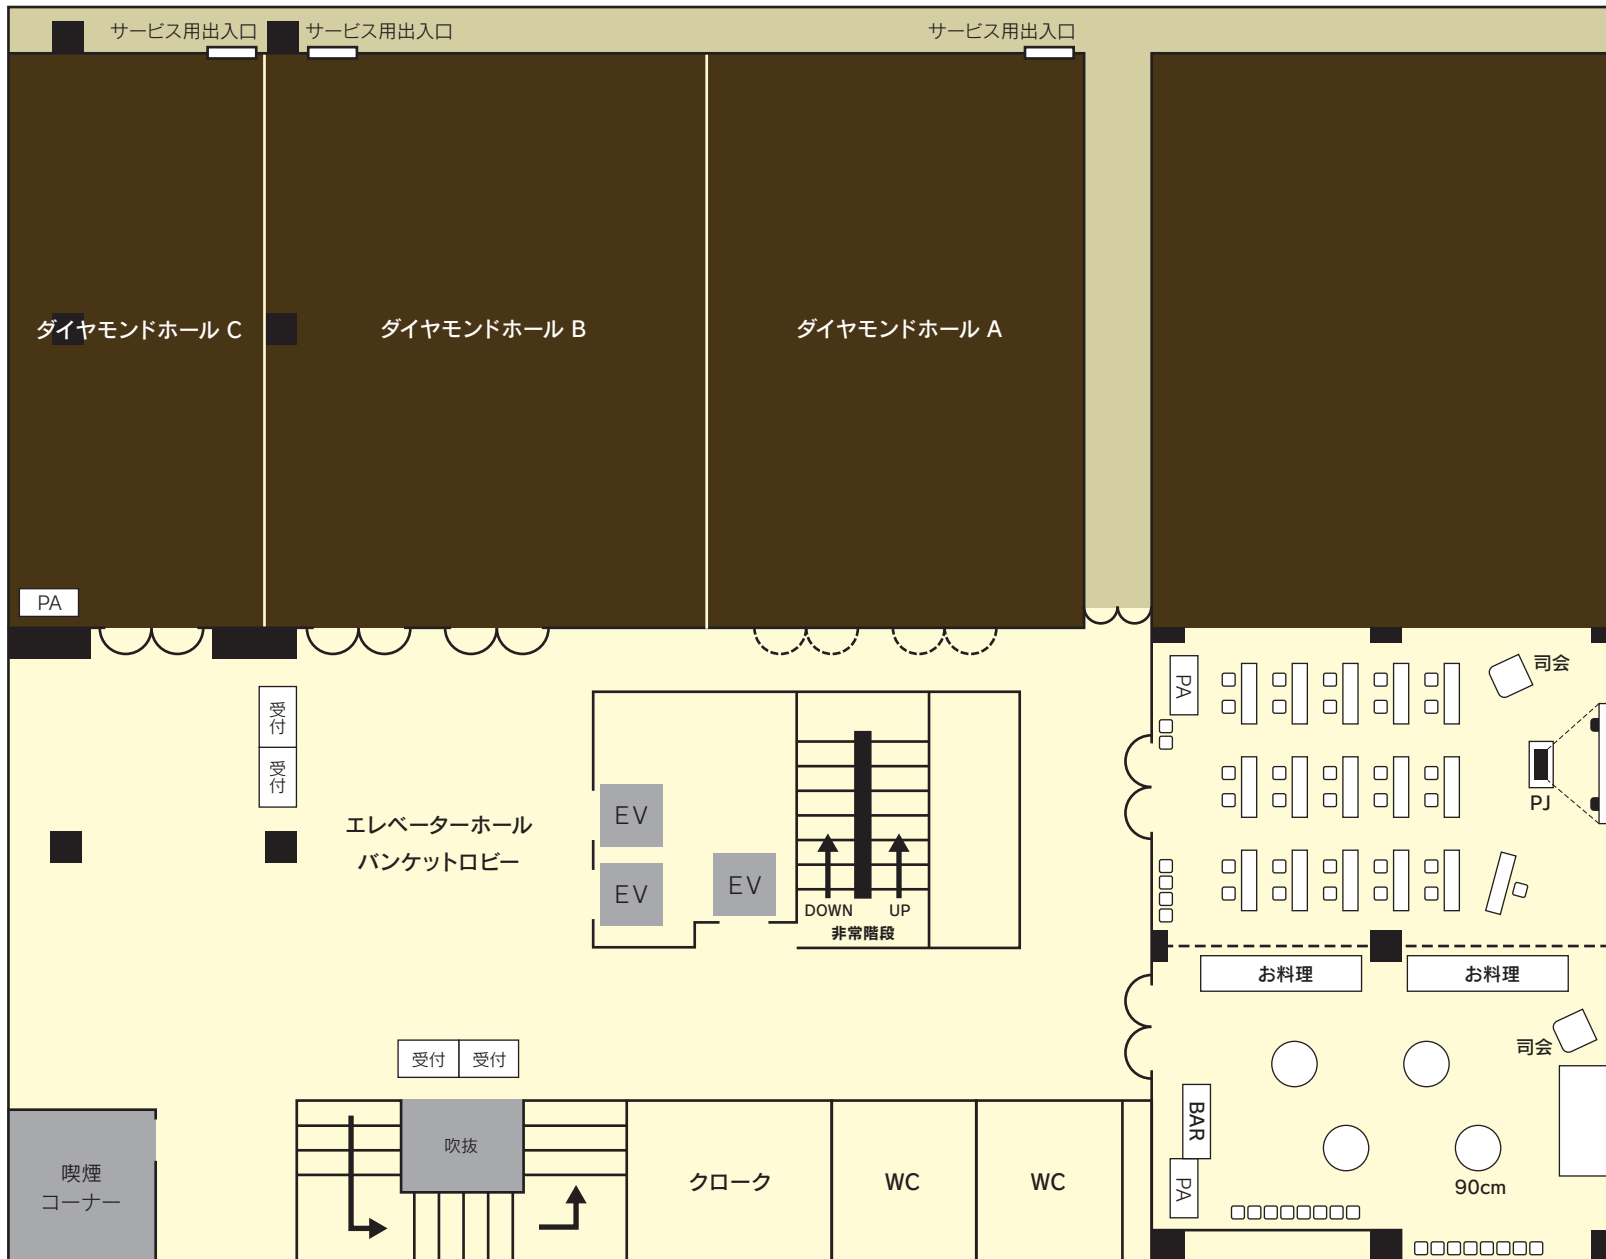 サービス用出入口
サービス用出入口
サービス用出入口
ダイヤモンドホール C
ダイヤモンドホール B
ダイヤモンドホール A
PA
受付
受付
エレベーターホール
バンケットロビー
EV
EV
EV
DOWN
UP
非常階段
PA
司会
PJ
お料理
お料理
司会
受付
受付
BAR
PA
90cm
喫煙
コーナー
吹抜
クローク
WC
WC